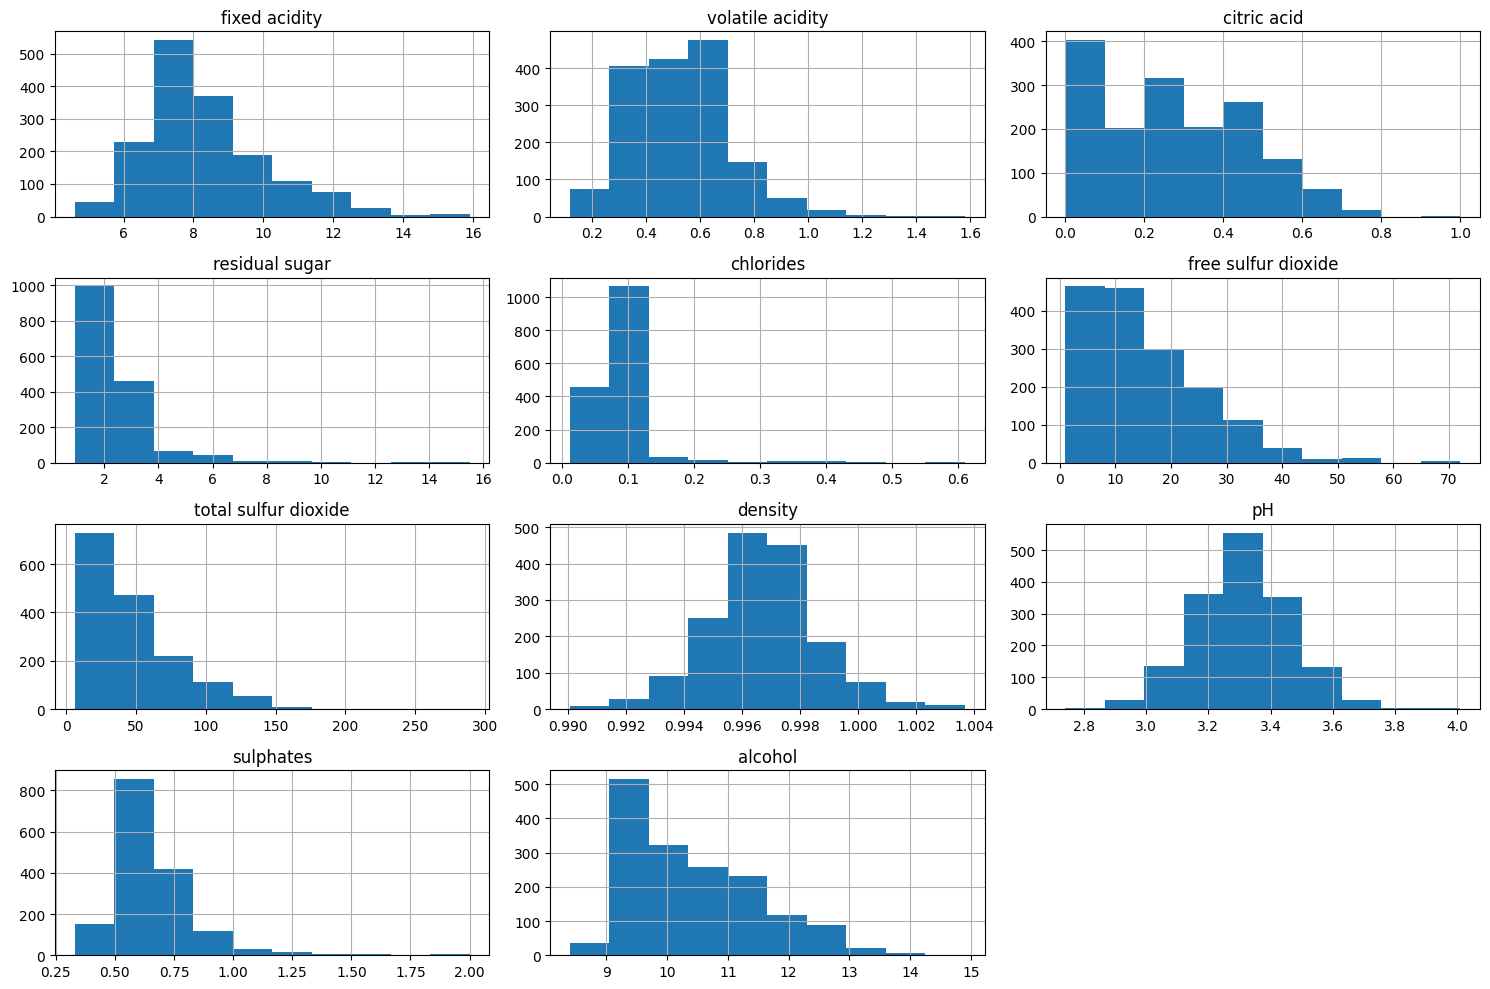 fixed acidity
500
400
300
200
100
0
6 8 10 12 14 16
volatile acidity
400
300
200
100
0
0.2 0.4 0.6 0.8 1.0 1.2 1.4 1.6
citric acid
400
300
200
100
0
0.0 0.2 0.4 0.6 0.8 1.0
residual sugar
1000
800
600
400
200
0
2 4 6 8 10 12 14 16
chlorides
1000
800
600
400
200
0
0.0 0.1 0.2 0.3 0.4 0.5 0.6
free sulfur dioxide
400
300
200
100
0
0 10 20 30 40 50 60 70
total sulfur dioxide
600
400
200
0
0 50 100 150 200 250 300
density
500
400
300
200
100
0
0.990 0.992 0.994 0.996 0.998 1.000 1.002 1.004
pH
500
400
300
200
100
0
2.8 3.0 3.2 3.4 3.6 3.8 4.0
sulphates
800
600
400
200
0
0.25 0.50 0.75 1.00 1.25 1.50 1.75 2.00
alcohol
500
400
300
200
100
0
9 10 11 12 13 14 15